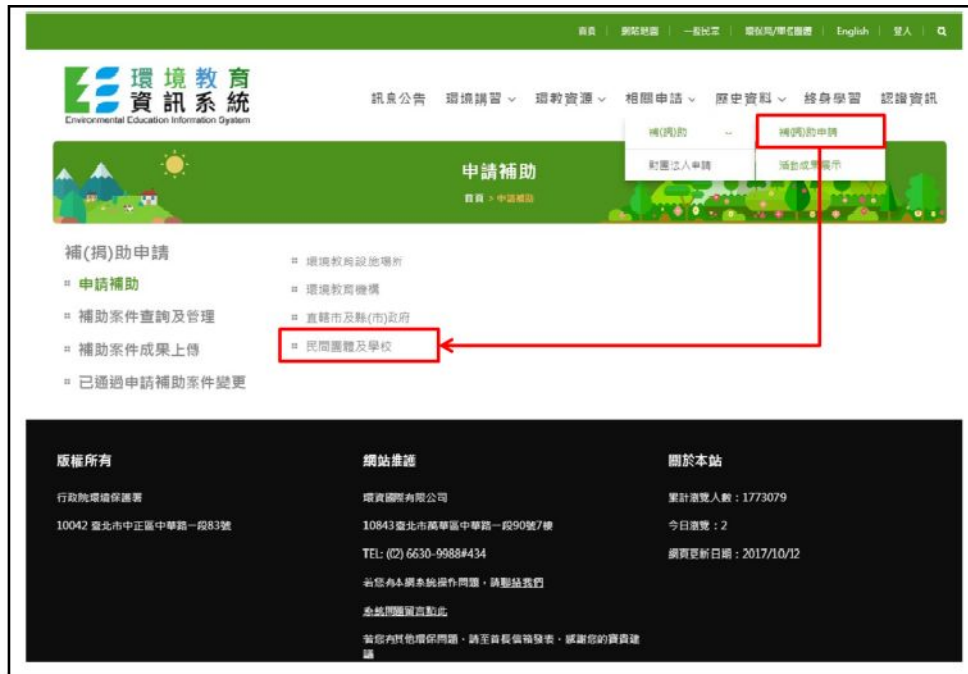 首頁 | 網站地圖 | 一般民眾 | 環保局/單位團體 | English | 登入
環境教育
資訊系統
Environmental Education Information System
訊息公告 環境講習 環教資源 相關申請 歷史資料 終身學習 認證資訊
補(捐)助
補(捐)助申請
財團法人申請
活動成果展示
申請補助
首頁 > 申請補助
補(捐)助申請
申請補助
補助案件查詢及管理
補助案件成果上傳
已通過申請補助案件變更
環境教育設施場所
環境教育機構
直轄市及縣(市)政府
民間團體及學校
版權所有
行政院環境保護署
10042 臺北市中正區中華路一段83號
網站維護
環資國際有限公司
10843臺北市萬華區中華路一段90號7樓
TEL: (02) 6630-9988#434
若您有本網系統操作問題，請聯絡我們
系統問題留言點此
若您有其他環保問題，請至首長信箱發表，感謝您的寶貴建
議
關於本站
累計瀏覽人數：1773079
今日瀏覽：2
網頁更新日期：2017/10/12